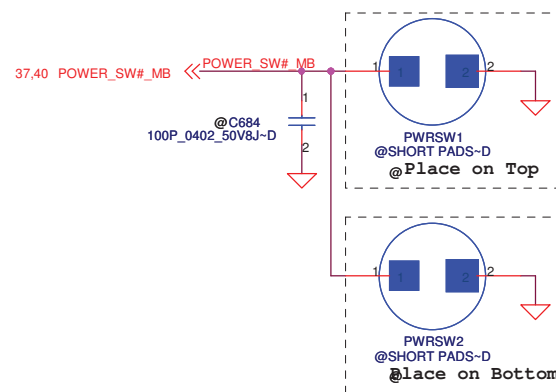 37,40 POWER_SW#_MB
POWER_SW#_MB
1
1
2
2
1
@C684
100P_0402_50V8J~D
2
PWRSW1
@SHORT PADS~D
@Place on Top
1
1
2
2
PWRSW2
@SHORT PADS~D
@Place on Bottom